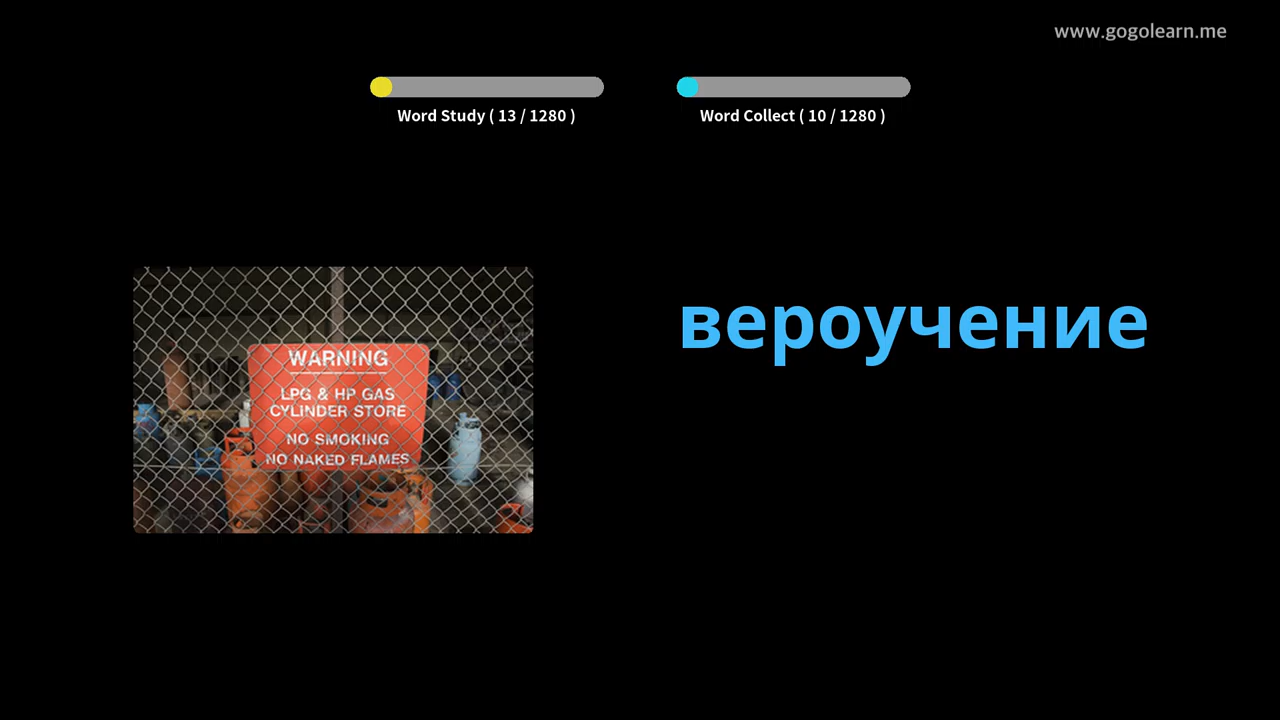 www.gogolearn.me
Word Study ( 13 / 1280 )
Word Collect ( 10 / 1280 )
WARNING
LPG & HP GAS
CYLINDER STORE
NO SMOKING
NO NAKED FLAMES
вероучение